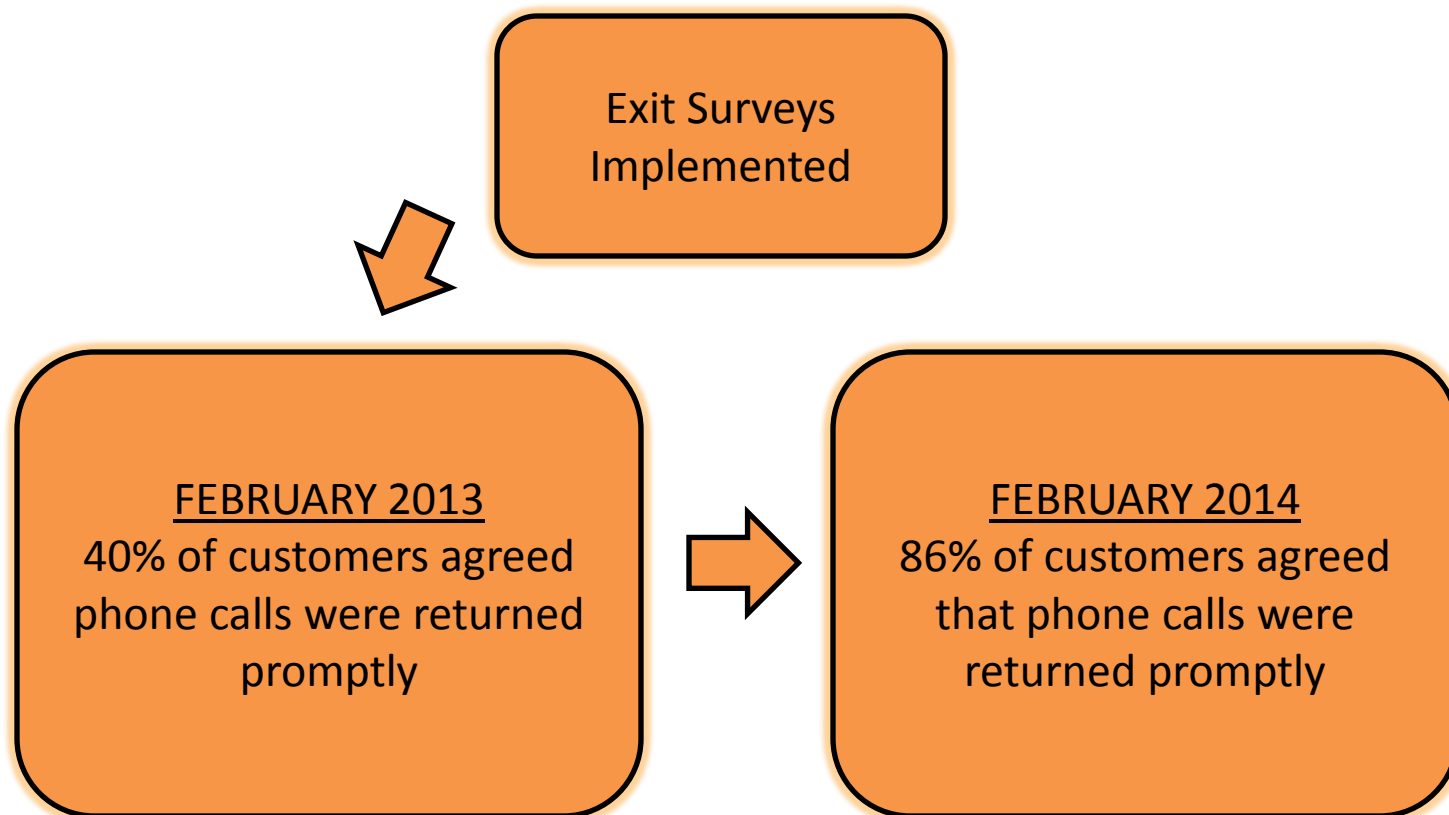 Exit Surveys
Implemented
FEBRUARY 2013
40% of customers agreed
phone calls were returned
promptly
FEBRUARY 2014
86% of customers agreed
that phone calls were
returned promptly